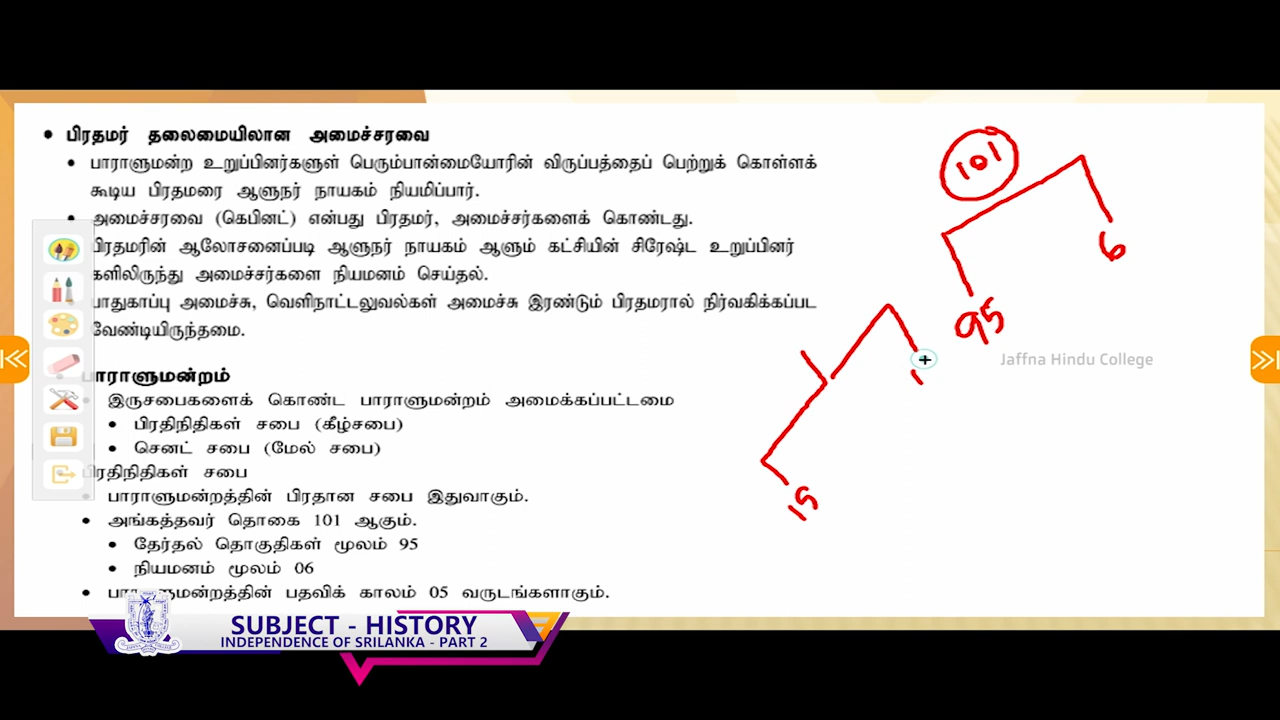 பிரதமர் தலைமையிலான அமைச்சரவை
பாராளுமன்ற உறுப்பினர்களுள் பெரும்பான்மையோரின் விருப்பத்தைப் பெற்றுக் கொள்ளக்
கூடிய பிரதமரை ஆளுநர் நாயகம் நியமிப்பார்.
அமைச்சரவை (கெபினட்) என்பது பிரதமர், அமைச்சர்களைக் கொண்டது.
பிரதமரின் ஆலோசனைப்படி ஆளுநர் நாயகம் ஆளும் கட்சியின் சிரேஷ்ட உறுப்பினர்
களிலிருந்து அமைச்சர்களை நியமனம் செய்தல்.
பாதுகாப்பு அமைச்சு, வெளிநாட்டலுவல்கள் அமைச்சு இரண்டும் பிரதமரால் நிர்வகிக்கப்பட
வேண்டியிருந்தமை.
பாராளுமன்றம்
இருசபைகளைக் கொண்ட பாராளுமன்றம் அமைக்கப்பட்டமை
பிரதிநிதிகள் சபை (கீழ்சபை)
செனட் சபை (மேல் சபை)
பிரதிநிதிகள் சபை
பாராளுமன்றத்தின் பிரதான சபை இதுவாகும்.
அங்கத்தவர் தொகை 101 ஆகும்.
தேர்தல் தொகுதிகள் மூலம் 95
நியமனம் மூலம் 06
பாராளுமன்றத்தின் பதவிக் காலம் 05 வருடங்களாகும்.
101
6
95
15
Jaffna Hindu College
SUBJECT - HISTORY
INDEPENDENCE OF SRILANKA - PART 2